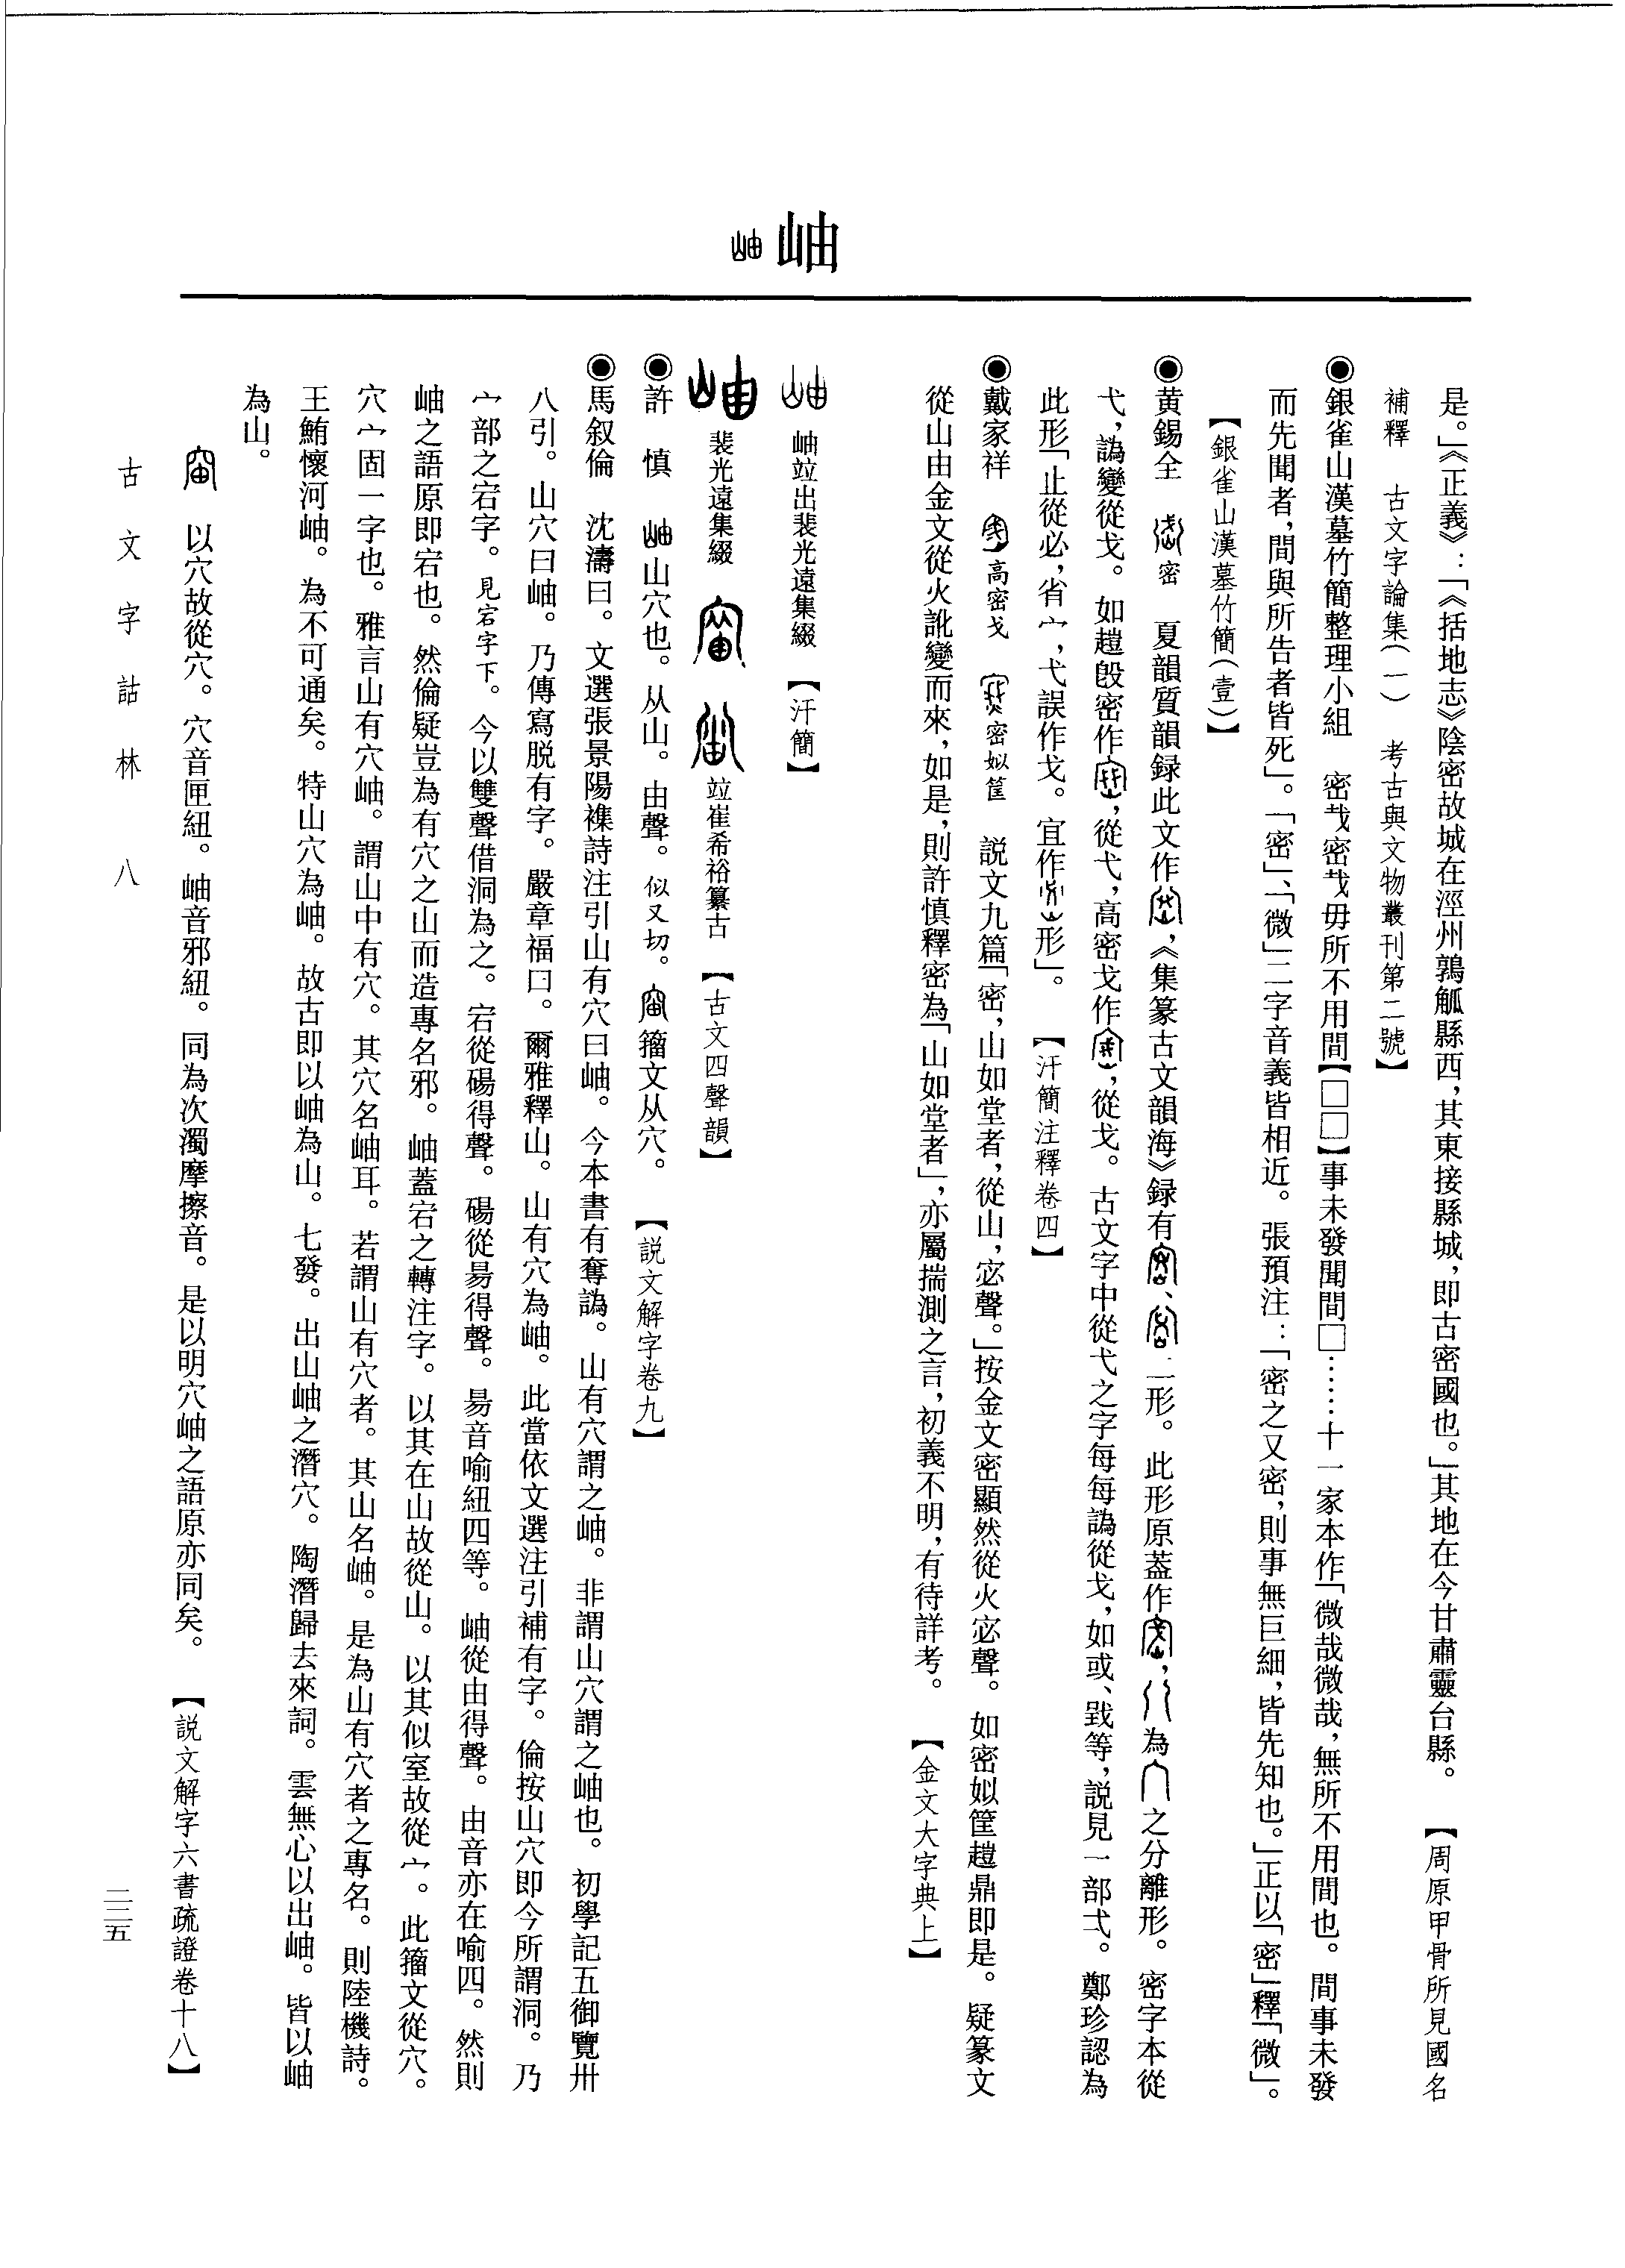 岫
是。」《正義》:「《括地志》陰密故城在涇州鶉觚縣西,其東接縣城,即古密國也。」其地在今甘肅靈台縣。 【周原甲骨所見國名
補釋 古文字論集(一) 考古與文物叢刊第二號】
◉銀雀山漢墓竹簡整理小組 密𢦏密𢦏毋所不用間【□□】事未發聞間□……十一家本作「微哉微哉,無所不用間也。間事未發
而先聞者,間與所告者皆死」。「密」、「微」二字音義皆相近。張預注:「密之又密,則事無巨細,皆先知也。」正以「密」釋「微」。
【銀雀山漢墓竹簡(壹)】
◉黃錫全 密 夏韻質韻録此文作,《集篆古文韻海》録有、二形。此形原蓋作,為之分離形。密字本從
弋,譌變從戈。如趞𣪘密作,從弋,高密戈作,從戈。古文字中從弋之字每每譌從戈,如或、戥等,説見一部弌。鄭珍認為
此形「止從必,省宀,弋誤作戈。宜作形」。 【汗簡注釋卷四】
◉戴家祥 高密戈 密姒筐 説文九篇「密,山如堂者,從山,宓聲。」按金文密顯然從火宓聲。如密姒筐趞鼎即是。疑篆文
從山由金文從火訛變而來,如是,則許慎釋密為「山如堂者」,亦屬揣測之言,初義不明,有待詳考。 【金文大字典上】
岫竝出裴光遠集綴 【汗簡】
裴光遠集綴 竝崔希裕纂古 【古文四聲韻】
◉許 慎 山穴也。从山。由聲。似又切。籀文从穴。 【説文解字卷九】
◉馬叙倫 沈濤曰。文選張景陽襍詩注引山有穴曰岫。今本書有奪譌。山有穴謂之岫。非謂山穴謂之岫也。初學記五御覽卅
八引。山穴曰岫。乃傳寫脱有字。嚴章福曰。爾雅釋山。山有穴為岫。此當依文選注引補有字。倫按山穴即今所謂洞。乃
宀部之宕字。見宕字下。今以雙聲借洞為之。宕從碭得聲。碭從昜得聲。昜音喻紐四等。岫從由得聲。由音亦在喻四。然則
岫之語原即宕也。然倫疑豈為有穴之山而造專名邪。岫蓋宕之轉注字。以其在山故從山。以其似室故從宀。此籀文從穴。
穴宀固一字也。雅言山有穴岫。謂山中有穴。其穴名岫耳。若謂山有穴者。其山名岫。是為山有穴者之專名。則陸機詩。
王鮪懷河岫。為不可通矣。特山穴為岫。故古即以岫為山。七發。出山岫之潛穴。陶潛歸去來詞。雲無心以出岫。皆以岫
為山。
以穴故從穴。穴音匣紐。岫音邪紐。同為次濁摩擦音。是以明穴岫之語原亦同矣。 【説文解字六書疏證卷十八】
古文字詁林 八
二三五